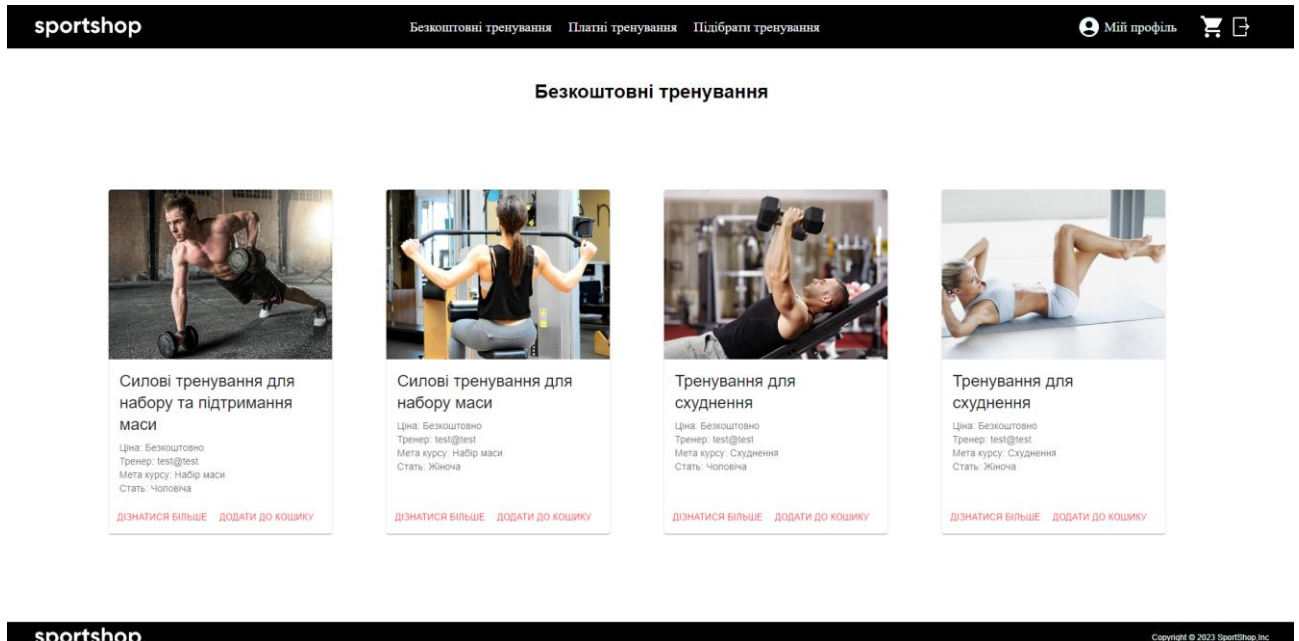 sportshop
Безкоштовні тренування Платні тренування Підібрати тренування
Мій профіль
Безкоштовні тренування
Силові тренування для
набору та підтримання
маси
Ціна: Безкоштовно
Тренер: test@test
Мета курсу: Набір маси
Стать: Чоловіча
ДІЗНАТИСЯ БІЛЬШЕ ДОДАТИ ДО КОШИКУ
Силові тренування для
набору маси
Ціна: Безкоштовно
Тренер: test@test
Мета курсу: Набір маси
Стать: Жіноча
ДІЗНАТИСЯ БІЛЬШЕ ДОДАТИ ДО КОШИКУ
Тренування для
схуднення
Ціна: Безкоштовно
Тренер: test@test
Мета курсу: Схуднення
Стать: Чоловіча
ДІЗНАТИСЯ БІЛЬШЕ ДОДАТИ ДО КОШИКУ
Тренування для
схуднення
Ціна: Безкоштовно
Тренер: test@test
Мета курсу: Схуднення
Стать: Жіноча
ДІЗНАТИСЯ БІЛЬШЕ ДОДАТИ ДО КОШИКУ
sportshop
Copyright © 2023 SportShop.Inc